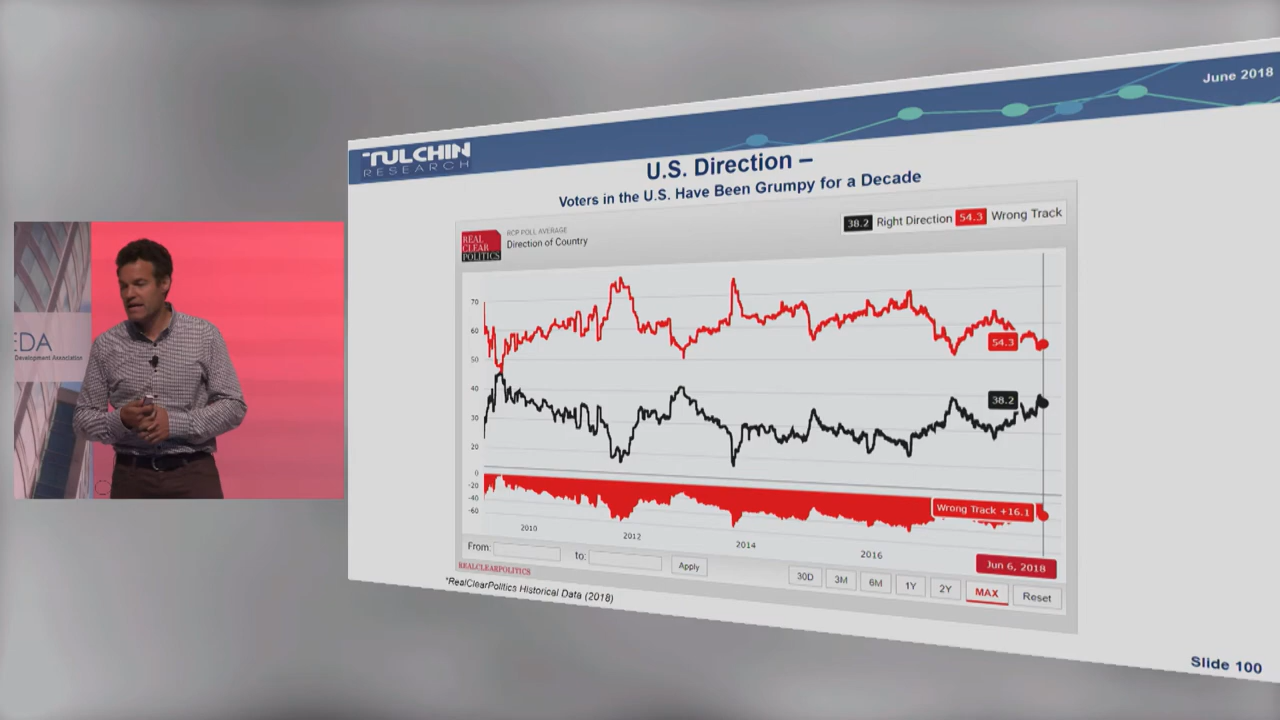 June 2018
TULCHIN
RESEARCH
U.S. Direction –
Voters in the U.S. Have Been Grumpy for a Decade
38.2 Right Direction 54.3 Wrong Track
REAL
CLEAR
POLITICS
RCP POLL AVERAGE
Direction of Country
70
60
50
40
30
20
0
-20
-40
-60
54.3
38.2
Wrong Track +16.1
2010
2012
2014
2016
Jun 6, 2018
From:
to:
Apply
30D
3M
6M
1Y
2Y
MAX
Reset
REALCLEARPOLITICS
*RealClearPolitics Historical Data (2018)
Slide 100
EDA
Development Association